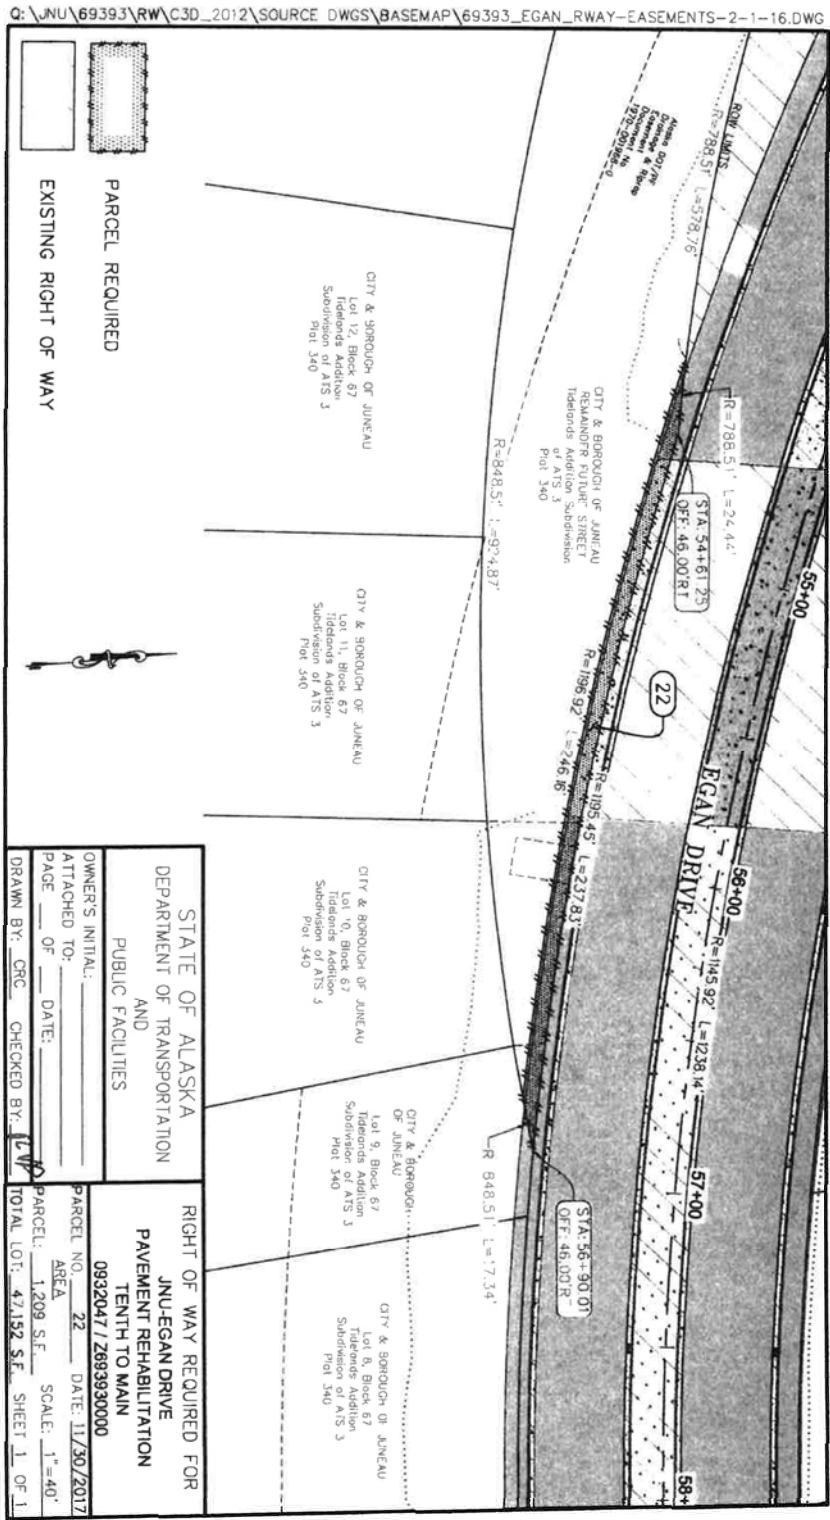 Q:\JNU\69393\RW\C3D_2012\SOURCE DWGS\BASEMAP\69393_EGAN_RWAY-EASEMENTS-2-1-16.DWG
ROW LIMITS
R=788.51' L=578.76'
Alaska DOT/PF
Drainage & Riprap
Easement
Document No.
R=788.51' L=24.44'
STA: 54+61.25
OFF: 46.00'RT
55+00
22
EGAN DRIVE
56+00
R=1145.92' L=1238.14'
57+00
58+
CITY & BOROUGH OF JUNEAU
REMAINDER FUTURE STREET
Tidelands Addition Subdivision
of ATS 3
Plat 340
R=1196.92' L=246.16'
R=1195.45' L=237.83'
R=848.51' L=924.87'
STA: 56+90.01
OFF: 46.00'R
L=17.34'
CITY & BOROUGH OF JUNEAU
Lot 12, Block 67
Tidelands Addition
Subdivision of ATS 3
Plat 340
CITY & BOROUGH OF JUNEAU
Lot 11, Block 67
Tidelands Addition
Subdivision of ATS 3
Plat 340
CITY & BOROUGH OF JUNEAU
Lot 10, Block 67
Tidelands Addition
Subdivision of ATS 3
Plat 340
CITY & BOROUGH
OF JUNEAU
Lot 9, Block 67
Tidelands Addition
Subdivision of ATS 3
Plat 340
CITY & BOROUGH OF JUNEAU
Lot 8, Block 67
Tidelands Addition
Subdivision of ATS 3
Plat 340
PARCEL REQUIRED
EXISTING RIGHT OF WAY
STATE OF ALASKA
DEPARTMENT OF TRANSPORTATION
AND
PUBLIC FACILITIES
OWNER'S INITIAL:
ATTACHED TO:
PAGE OF DATE:
DRAWN BY: CRC CHECKED BY:
RIGHT OF WAY REQUIRED FOR
JNU-EGAN DRIVE
PAVEMENT REHABILITATION
TENTH TO MAIN
0932047 / Z693930000
PARCEL NO. 22 DATE: 11/30/2017
AREA
PARCEL: 1,209 S.F. SCALE: 1"=40'
TOTAL LOT: 47,152 S.F. SHEET 1 OF 1